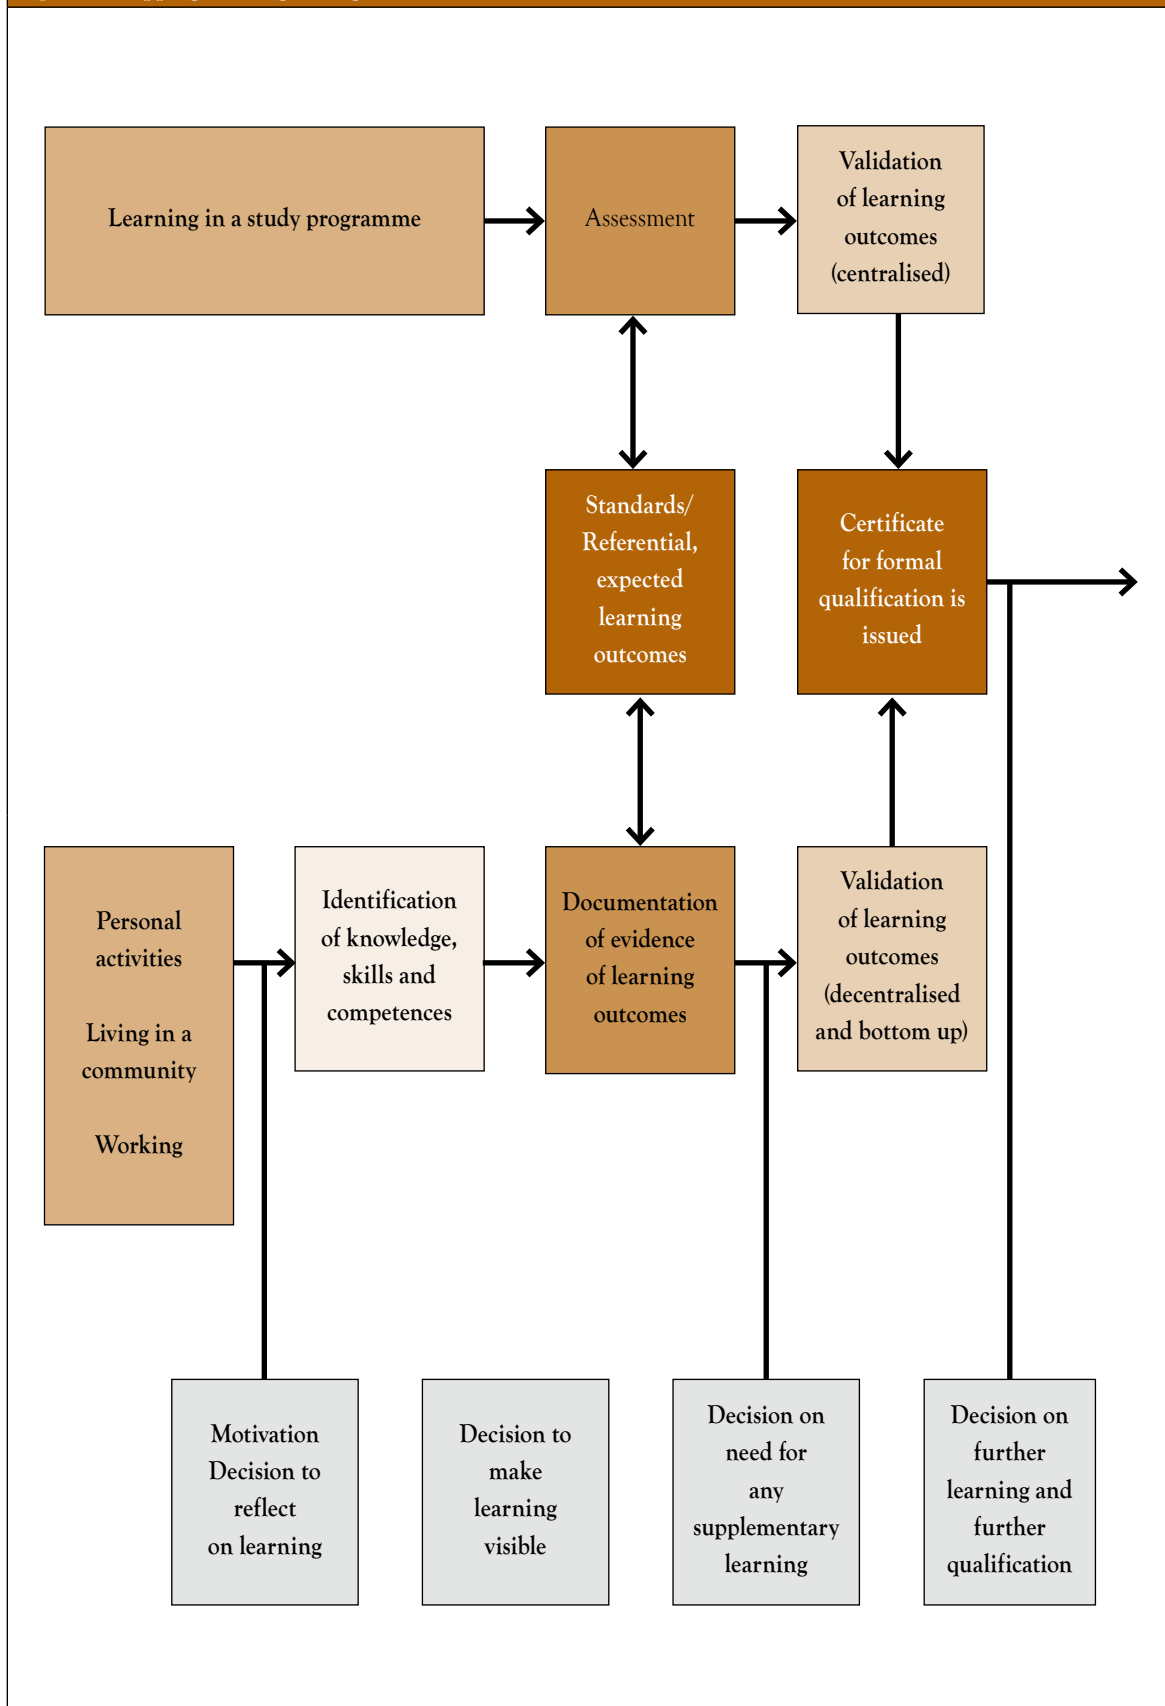 Learning in a study programme
Assessment
Validation
of learning
outcomes
(centralised)
Standards/
Referential,
expected
learning
outcomes
Certificate
for formal
qualification is
issued
Personal
activities
Living in a
community
Working
Identification
of knowledge,
skills and
competences
Documentation
of evidence
of learning
outcomes
Validation
of learning
outcomes
(decentralised
and bottom up)
Motivation
Decision to
reflect
on learning
Decision to
make
learning
visible
Decision on
need for
any
supplementary
learning
Decision on
further
learning and
further
qualification